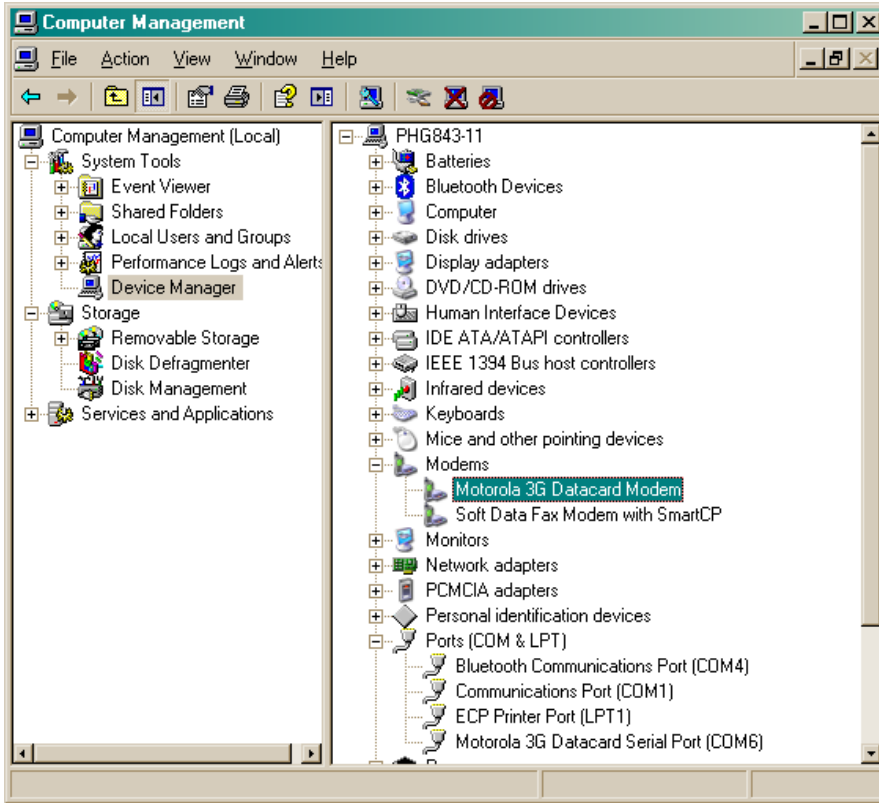 Computer Management
File Action View Window Help
Computer Management (Local)
System Tools
Event Viewer
Shared Folders
Local Users and Groups
Performance Logs and Alerts
Device Manager
Storage
Removable Storage
Disk Defragmenter
Disk Management
Services and Applications
PHG843-11
Batteries
Bluetooth Devices
Computer
Disk drives
Display adapters
DVD/CD-ROM drives
Human Interface Devices
IDE ATA/ATAPI controllers
IEEE 1394 Bus host controllers
Infrared devices
Keyboards
Mice and other pointing devices
Modems
Motorola 3G Datacard Modem
Soft Data Fax Modem with SmartCP
Monitors
Network adapters
PCMCIA adapters
Personal identification devices
Ports (COM & LPT)
Bluetooth Communications Port (COM4)
Communications Port (COM1)
ECP Printer Port (LPT1)
Motorola 3G Datacard Serial Port (COM6)